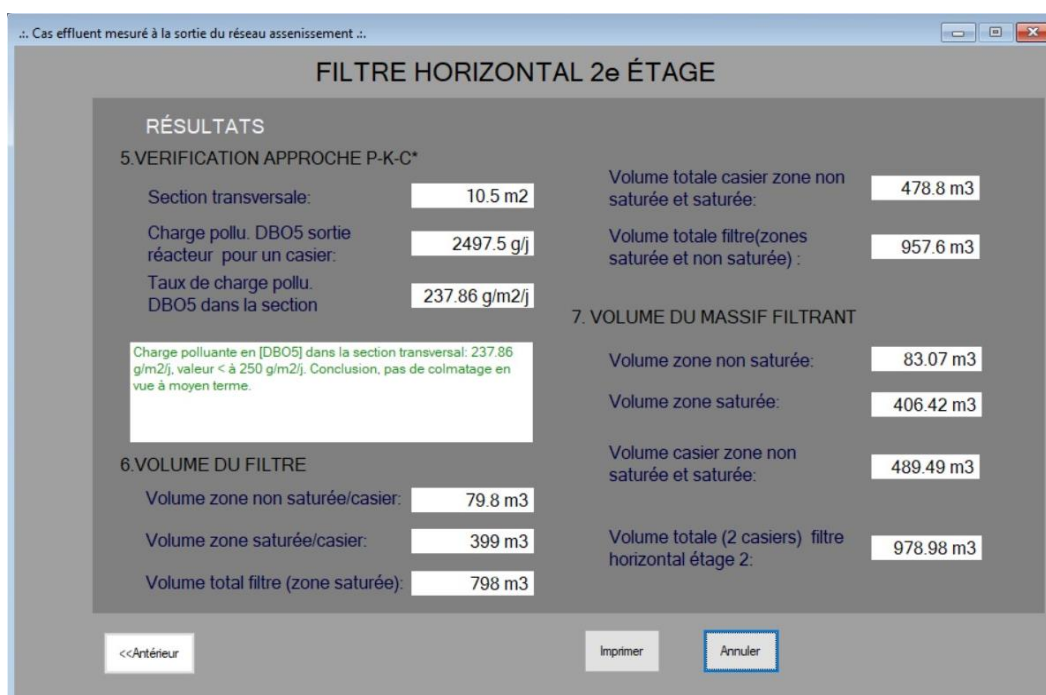 .:. Cas effluent mesuré à la sortie du réseau assenissement .:.
FILTRE HORIZONTAL 2e ÉTAGE
RÉSULTATS
5.VERIFICATION APPROCHE P-K-C*
Section transversale:
10.5 m2
Charge pollu. DBO5 sortie
réacteur pour un casier:
2497.5 g/j
Taux de charge pollu.
DBO5 dans la section
237.86 g/m2/j
Charge polluante en [DBO5] dans la section transversal: 237.86
g/m2/j, valeur < à 250 g/m2/j. Conclusion, pas de colmatage en
vue à moyen terme.
6.VOLUME DU FILTRE
Volume zone non saturée/casier:
79.8 m3
Volume zone saturée/casier:
399 m3
Volume total filtre (zone saturée):
798 m3
Volume totale casier zone non
saturée et saturée:
478.8 m3
Volume totale filtre(zones
saturée et non saturée) :
957.6 m3
7. VOLUME DU MASSIF FILTRANT
Volume zone non saturée:
83.07 m3
Volume zone saturée:
406.42 m3
Volume casier zone non
saturée et saturée:
489.49 m3
Volume totale (2 casiers) filtre
horizontal étage 2:
978.98 m3
<<Antérieur
Imprimer
Annuler